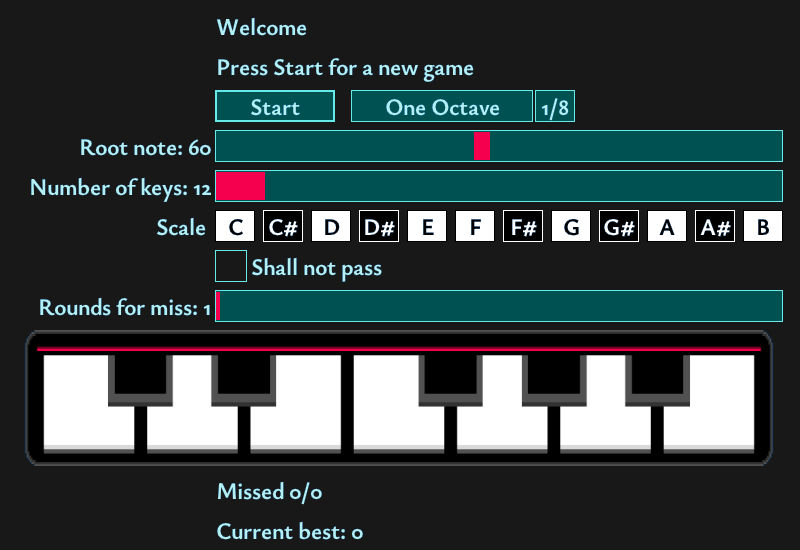 Welcome
Press Start for a new game
Start One Octave 1/8
Root note: 60
Number of keys: 12
Scale C C# D D# E F F# G G# A A# B
Shall not pass
Rounds for miss: 1
Missed 0/0
Current best: 0